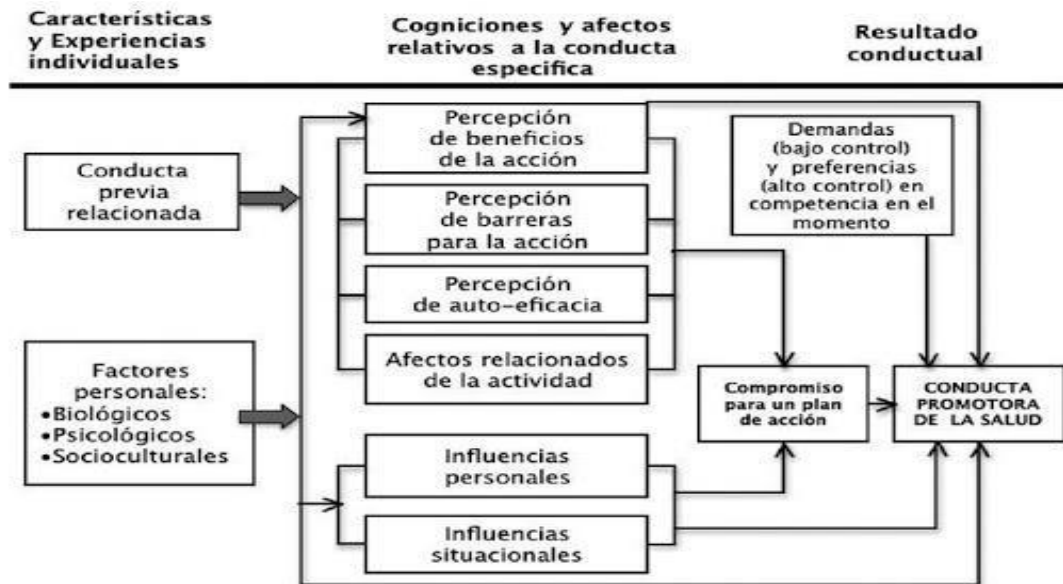 Características
y Experiencias
individuales
Cogniciones y afectos
relativos a la conducta
especifica
Resultado
conductual
Conducta
previa
relacionada
Factores
personales:
•Biológicos
•Psicológicos
•Socioculturales
Percepción
de beneficios
de la acción
Percepción
de barreras
para la acción
Percepción
de auto-eficacia
Afectos relacionados
de la actividad
Influencias
personales
Influencias
situacionales
Demandas
(bajo control)
y preferencias
(alto control) en
competencia en el
momento
Compromiso
para un plan
de acción
CONDUCTA
PROMOTORA
DE LA SALUD